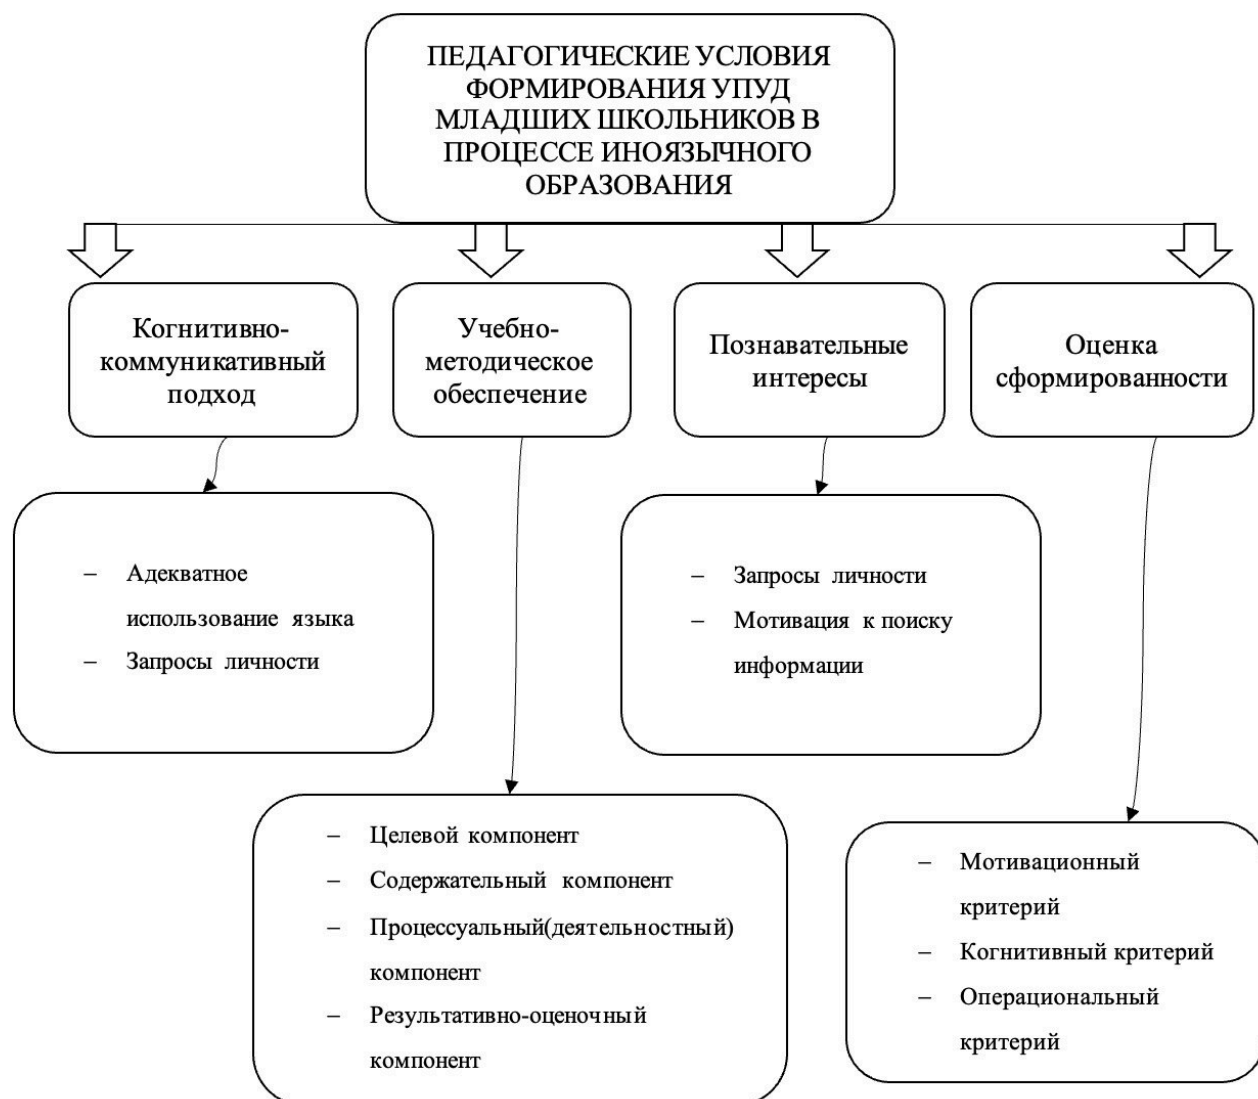 ПЕДАГОГИЧЕСКИЕ УСЛОВИЯ
ФОРМИРОВАНИЯ УПУД
МЛАДШИХ ШКОЛЬНИКОВ В
ПРОЦЕССЕ ИНОЯЗЫЧНОГО
ОБРАЗОВАНИЯ
Когнитивно-
коммуникативный
подход
Учебно-
методическое
обеспечение
Познавательные
интересы
Оценка
сформированности
– Адекватное
использование языка
– Запросы личности
– Запросы личности
– Мотивация к поиску
информации
– Целевой компонент
– Содержательный компонент
– Процессуальный(деятельностный)
компонент
– Результативно-оценочный
компонент
– Мотивационный
критерий
– Когнитивный критерий
– Операциональный
критерий